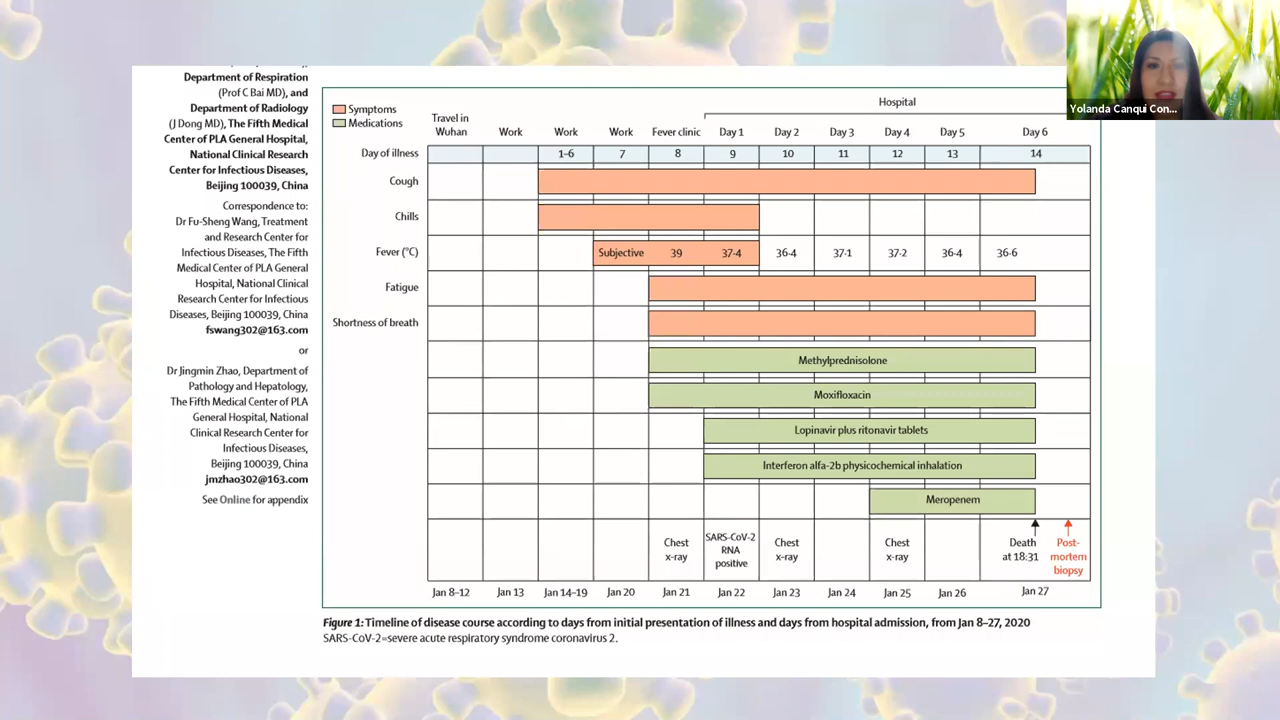 Department of Respiration
(Prof C Bai MD), and
Department of Radiology
(J Dong MD), The Fifth Medical
Center of PLA General Hospital,
National Clinical Research
Center for Infectious Diseases,
Beijing 100039, China
Correspondence to:
Dr Fu-Sheng Wang, Treatment
and Research Center for
Infectious Diseases, The Fifth
Medical Center of PLA General
Hospital, National Clinical
Research Center for Infectious
Diseases, Beijing 100039, China
fswang302@163.com
or
Dr Jingmin Zhao, Department of
Pathology and Hepatology,
The Fifth Medical Center of PLA
General Hospital, National
Clinical Research Center for
Infectious Diseases,
Beijing 100039, China
jmzhao302@163.com
See Online for appendix
Symptoms
Medications
Hospital
Travel in
Wuhan
Work
Work
Work
Fever clinic
Day 1
Day 2
Day 3
Day 4
Day 5
Day 6
Day of illness
1–6
7
8
9
10
11
12
13
14
Cough
Chills
Fever (°C)
Subjective
39
37·4
36·4
37·1
37·2
36·4
36·6
Fatigue
Shortness of breath
Methylprednisolone
Moxifloxacin
Lopinavir plus ritonavir tablets
Interferon alfa-2b physicochemical inhalation
Meropenem
Chest
x-ray
SARS-CoV-2
RNA
positive
Chest
x-ray
Chest
x-ray
Death
at 18:31
Post-
mortem
biopsy
Jan 8–12
Jan 13
Jan 14–19
Jan 20
Jan 21
Jan 22
Jan 23
Jan 24
Jan 25
Jan 26
Jan 27
Figure 1: Timeline of disease course according to days from initial presentation of illness and days from hospital admission, from Jan 8–27, 2020
SARS-CoV-2=severe acute respiratory syndrome coronavirus 2.
Yolanda Canqui Con...